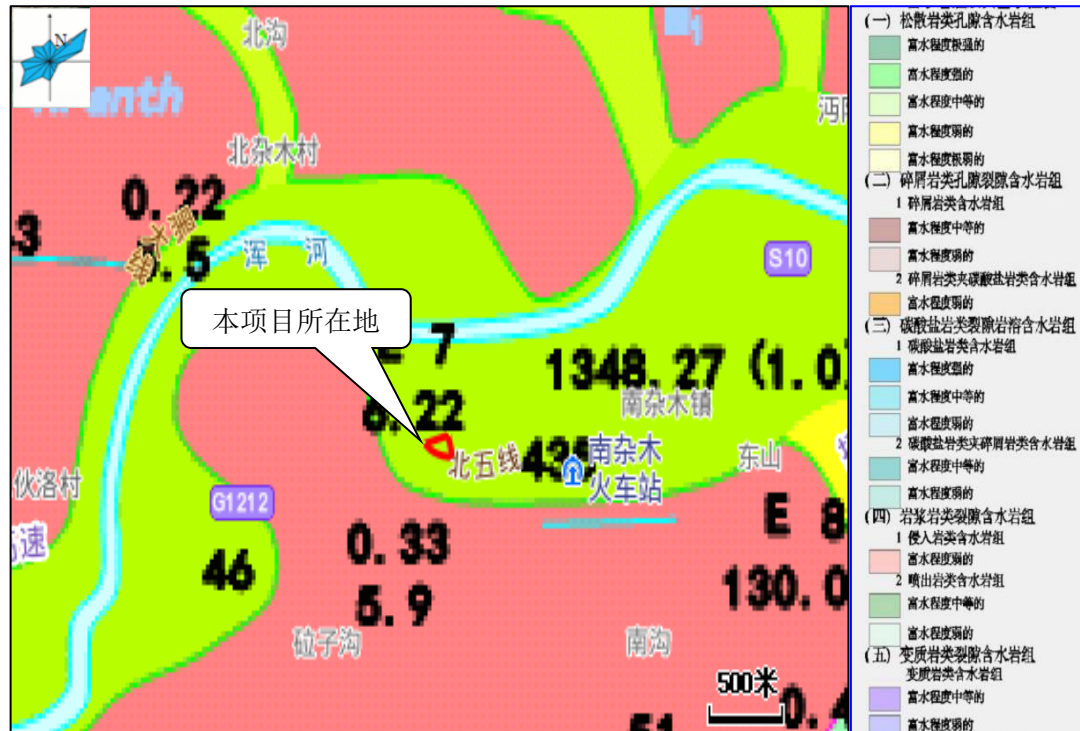 N
北沟
北杂木村
0.22
0.5
浑 河
S10
本项目所在地
7
1348.27 (1.0)
南杂木镇
6.22
北五线
南杂木
火车站
东山
伙洛村
G1212
高速
46
0.33
5.9
E 8
130.0
碰子沟
南沟
500米
51
0.4
(一) 松散岩类孔隙含水岩组
富水程度极强的
富水程度强的
富水程度中等的
富水程度弱的
富水程度极弱的
(二) 碎屑岩类孔隙裂隙含水岩组
1 碎屑岩类含水岩组
富水程度中等的
富水程度弱的
2 碎屑岩类夹碳酸盐岩类含水岩组
富水程度弱的
(三) 碳酸盐岩类裂隙岩溶含水岩组
1 碳酸盐岩类含水岩组
富水程度强的
富水程度中等的
富水程度弱的
2 碳酸盐岩类夹碎屑岩类含水岩组
富水程度中等的
富水程度弱的
(四) 岩浆岩类裂隙含水岩组
1 侵入岩类含水岩组
富水程度弱的
2 喷出岩类含水岩组
富水程度中等的
富水程度弱的
(五) 变质岩类裂隙含水岩组
变质岩类含水岩组
富水程度中等的
富水程度弱的